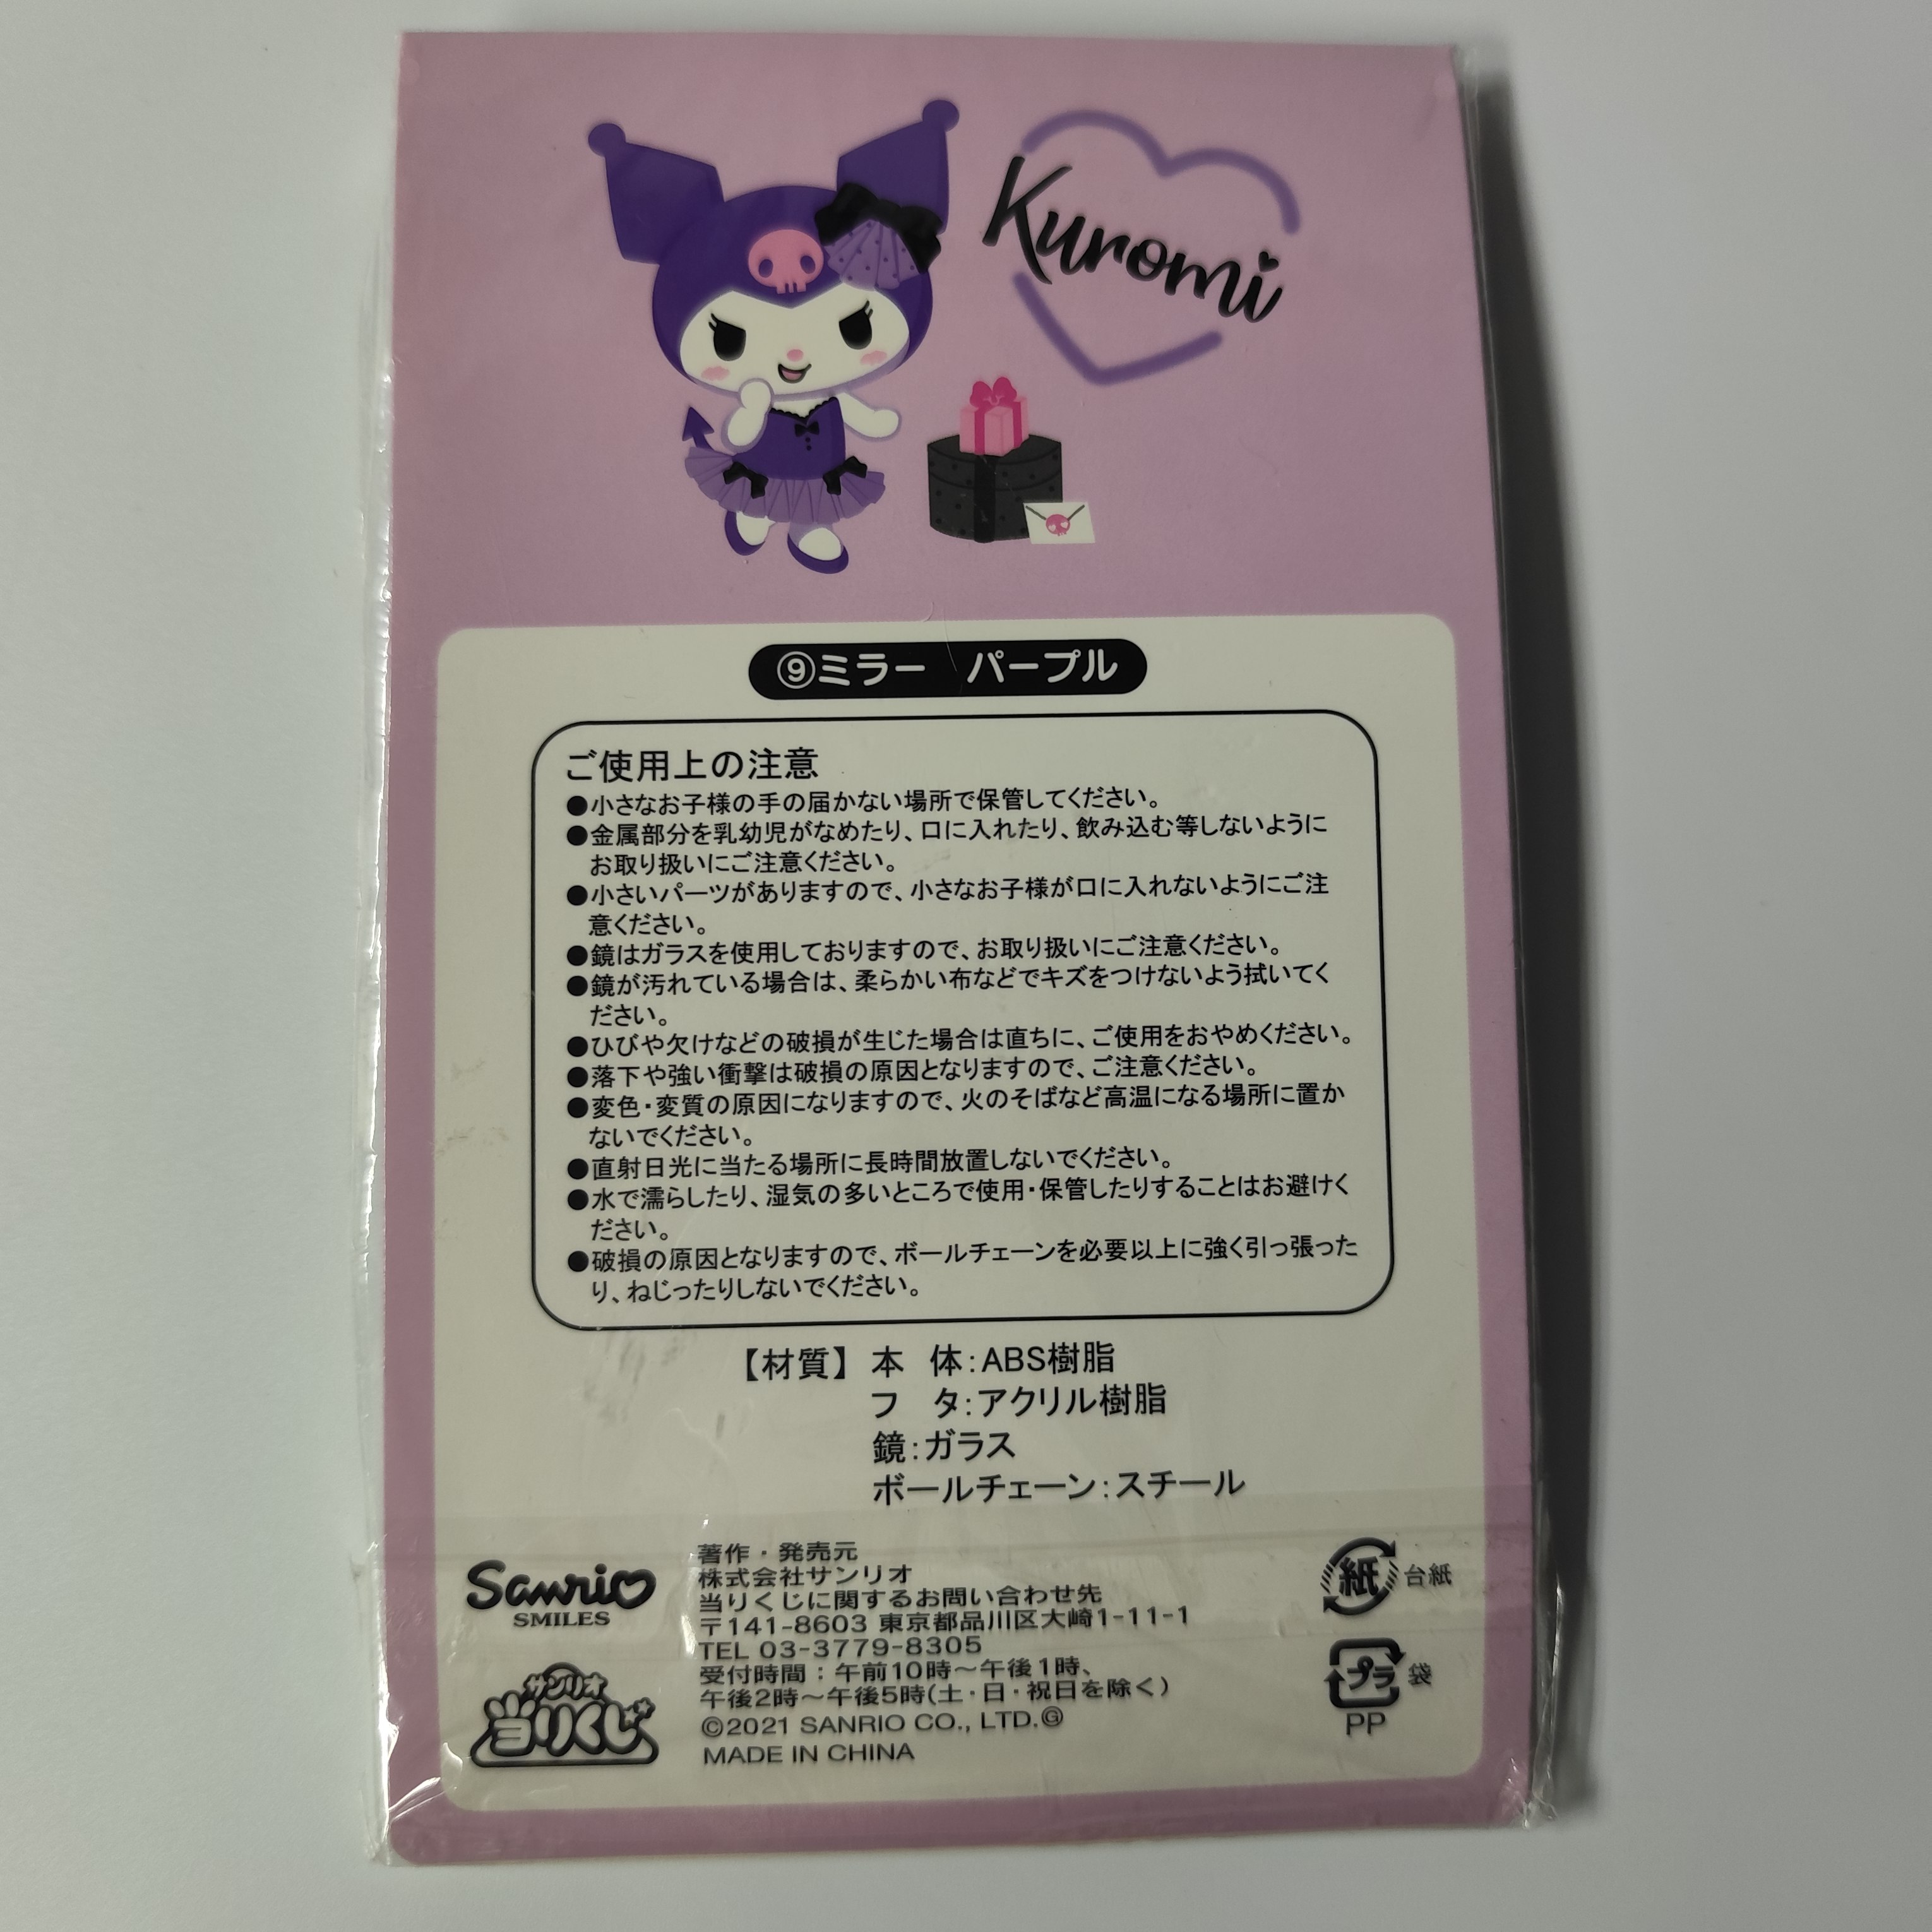 Kuromi
⑨ミラー　パープル
ご使用上の注意
●小さなお子様の手の届かない場所で保管してください。
●金属部分を乳幼児がなめたり、口に入れたり、飲み込む等しないように
お取り扱いにご注意ください。
●小さいパーツがありますので、小さなお子様が口に入れないようにご注
意ください。
●鏡はガラスを使用しておりますので、お取り扱いにご注意ください。
●鏡が汚れている場合は、柔らかい布などでキズをつけないよう拭いてく
ださい。
●ひびや欠けなどの破損が生じた場合は直ちに、ご使用をおやめください。
●落下や強い衝撃は破損の原因となりますので、ご注意ください。
●変色・変質の原因になりますので、火のそばなど高温になる場所に置か
ないでください。
●直射日光に当たる場所に長時間放置しないでください。
●水で濡らしたり、湿気の多いところで使用・保管したりすることはお避けく
ださい。
●破損の原因となりますので、ボールチェーンを必要以上に強く引っ張った
り、ねじったりしないでください。
【材質】 本　体：ABS樹脂
フ　タ：アクリル樹脂
鏡：ガラス
ボールチェーン：スチール
Sanrio
SMILES
サンリオ
当りくじ
著作・発売元
株式会社サンリオ
当りくじに関するお問い合わせ先
〒141-8603 東京都品川区大崎1-11-1
TEL 03-3779-8305
受付時間：午前10時～午後1時、
午後2時～午後5時(土・日・祝日を除く)
©2021 SANRIO CO., LTD.Ⓖ
MADE IN CHINA
紙 台紙
プラ 袋
PP